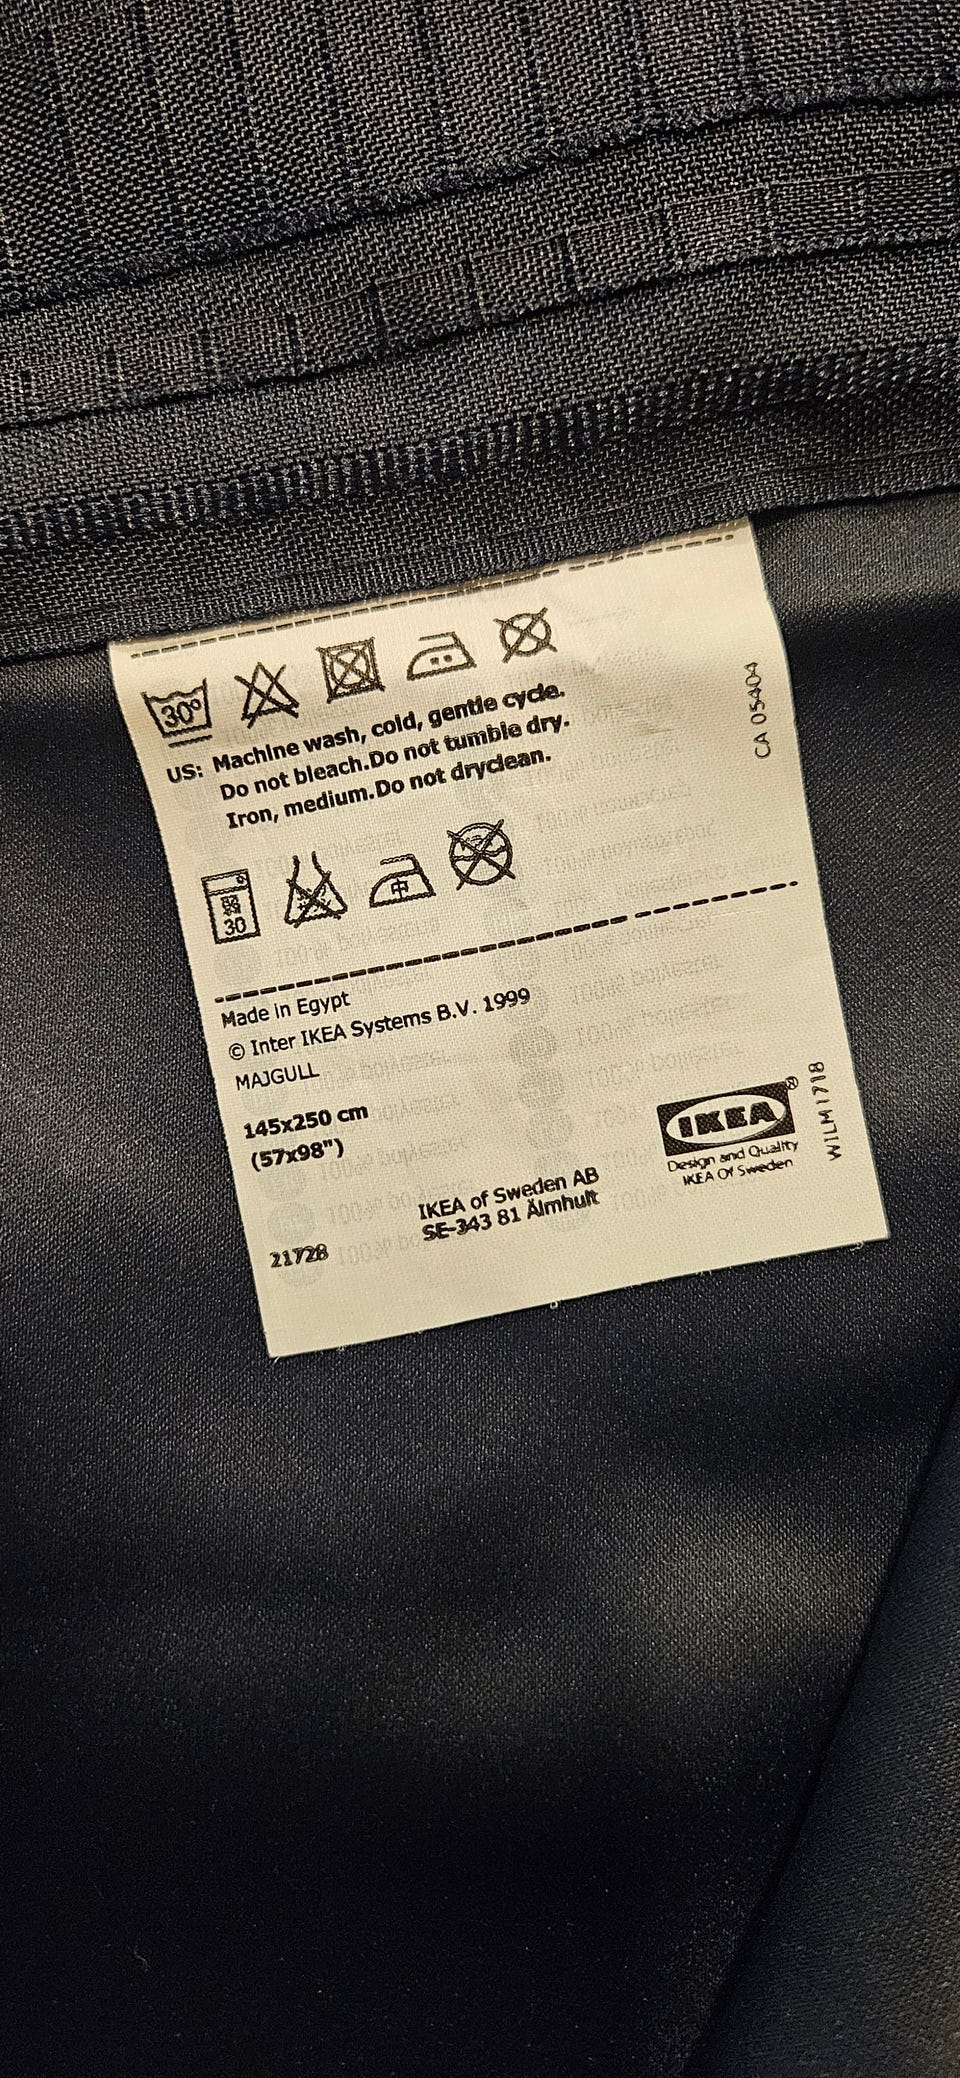 30°
US: Machine wash, cold, gentle cycle.
Do not bleach.Do not tumble dry.
Iron, medium.Do not dryclean.
30
中
CA 05404
Made in Egypt
© Inter IKEA Systems B.V. 1999
MAJGULL
145x250 cm
(57x98")
IKEA®
Design and Quality
IKEA Of Sweden
WILM1718
IKEA of Sweden AB
SE-343 81 Älmhult
21728